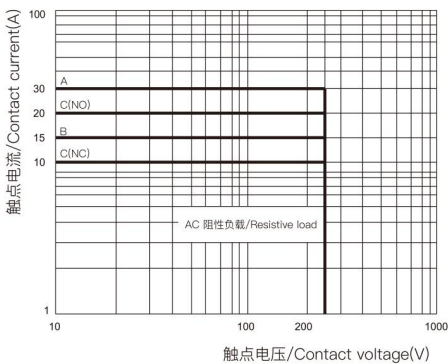 触点电流/Contact current(A)
100
30
20
15
10
1
A
C(NO)
B
C(NC)
AC 阻性负载/Resistive load
10
100
200
1000
触点电压/Contact voltage(V)